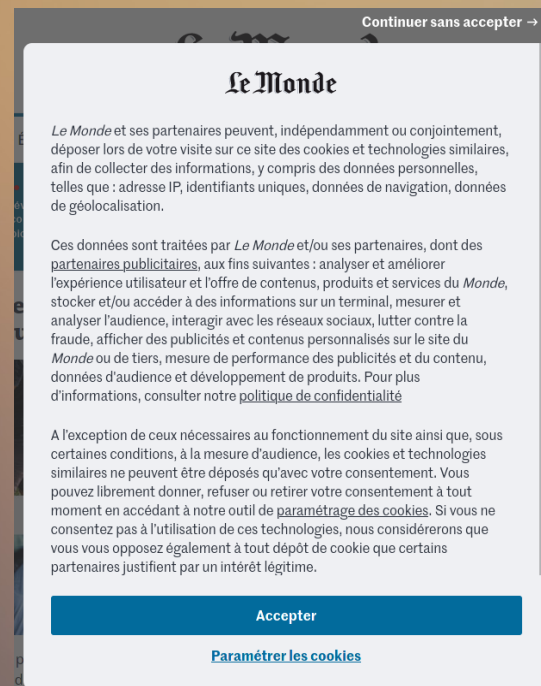 Continuer sans accepter →
Le Monde
Le Monde et ses partenaires peuvent, indépendamment ou conjointement,
déposer lors de votre visite sur ce site des cookies et technologies similaires,
afin de collecter des informations, y compris des données personnelles,
telles que : adresse IP, identifiants uniques, données de navigation, données
de géolocalisation.
Ces données sont traitées par Le Monde et/ou ses partenaires, dont des
partenaires publicitaires, aux fins suivantes : analyser et améliorer
l'expérience utilisateur et l'offre de contenus, produits et services du Monde,
stocker et/ou accéder à des informations sur un terminal, mesurer et
analyser l'audience, interagir avec les réseaux sociaux, lutter contre la
fraude, afficher des publicités et contenus personnalisés sur le site du
Monde ou de tiers, mesure de performance des publicités et du contenu,
données d'audience et développement de produits. Pour plus
d'informations, consulter notre politique de confidentialité
A l'exception de ceux nécessaires au fonctionnement du site ainsi que, sous
certaines conditions, à la mesure d'audience, les cookies et technologies
similaires ne peuvent être déposés qu'avec votre consentement. Vous
pouvez librement donner, refuser ou retirer votre consentement à tout
moment en accédant à notre outil de paramétrage des cookies. Si vous ne
consentez pas à l'utilisation de ces technologies, nous considérerons que
vous vous opposez également à tout dépôt de cookie que certains
partenaires justifient par un intérêt légitime.
Accepter
Paramétrer les cookies